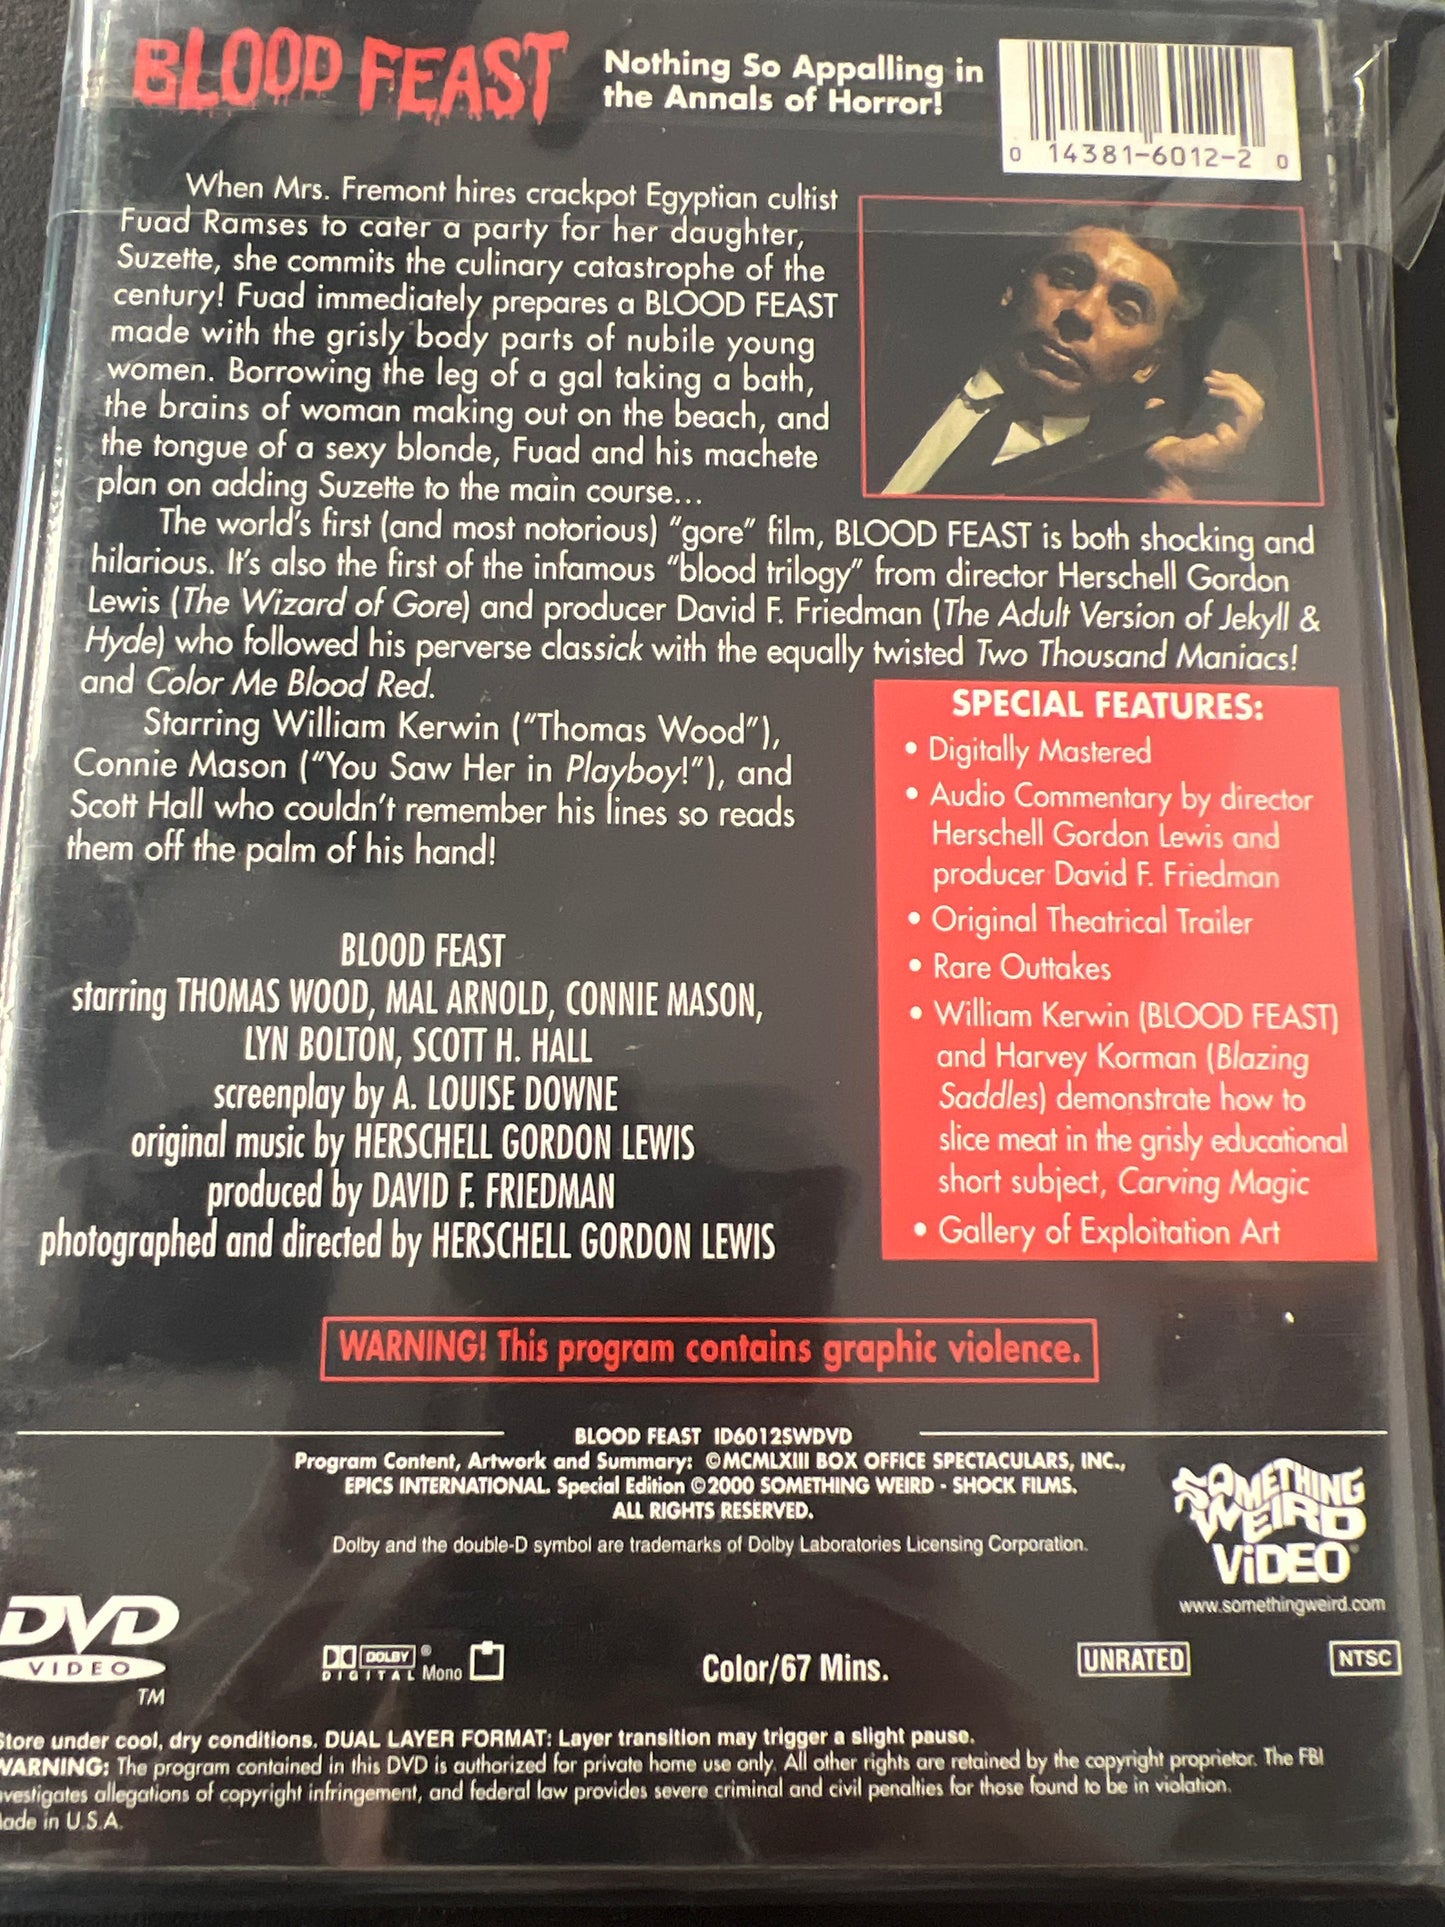 BLOOD FEAST
Nothing So Appalling in
the Annals of Horror!
0 14381-6012-2 0
When Mrs. Fremont hires crackpot Egyptian cultist
Fuad Ramses to cater a party for her daughter,
Suzette, she commits the culinary catastrophe of the
century! Fuad immediately prepares a BLOOD FEAST
made with the grisly body parts of nubile young
women. Borrowing the leg of a gal taking a bath,
the brains of woman making out on the beach, and
the tongue of a sexy blonde, Fuad and his machete
plan on adding Suzette to the main course...
The world's first (and most notorious) "gore" film, BLOOD FEAST is both shocking and
hilarious. It's also the first of the infamous "blood trilogy" from director Herschell Gordon
Lewis (The Wizard of Gore) and producer David F. Friedman (The Adult Version of Jekyll &
Hyde) who followed his perverse classick with the equally twisted Two Thousand Maniacs!
and Color Me Blood Red.
Starring William Kerwin ("Thomas Wood"),
Connie Mason ("You Saw Her in Playboy!"), and
Scott Hall who couldn't remember his lines so reads
them off the palm of his hand!
SPECIAL FEATURES:
• Digitally Mastered
• Audio Commentary by director
Herschell Gordon Lewis and
producer David F. Friedman
• Original Theatrical Trailer
• Rare Outtakes
• William Kerwin (BLOOD FEAST)
and Harvey Korman (Blazing
Saddles) demonstrate how to
slice meat in the grisly educational
short subject, Carving Magic
• Gallery of Exploitation Art
BLOOD FEAST
starring THOMAS WOOD, MAL ARNOLD, CONNIE MASON,
LYN BOLTON, SCOTT H. HALL
screenplay by A. LOUISE DOWNE
original music by HERSCHELL GORDON LEWIS
produced by DAVID F. FRIEDMAN
photographed and directed by HERSCHELL GORDON LEWIS
WARNING! This program contains graphic violence.
BLOOD FEAST ID6012SWDVD
Program Content, Artwork and Summary: ©MCMLXIII BOX OFFICE SPECTACULARS, INC.,
EPICS INTERNATIONAL. Special Edition ©2000 SOMETHING WEIRD - SHOCK FILMS.
ALL RIGHTS RESERVED.
Dolby and the double-D symbol are trademarks of Dolby Laboratories Licensing Corporation.
SOMETHING
WEIRD
ViDEO®
www.somethingweird.com
DVD
VIDEO
TM
DOLBY®
DIGITAL Mono
Color/67 Mins.
UNRATED
NTSC
Store under cool, dry conditions. DUAL LAYER FORMAT: Layer transition may trigger a slight pause.
WARNING: The program contained in this DVD is authorized for private home use only. All other rights are retained by the copyright proprietor. The FBI
nvestigates allegations of copyright infringement, and federal law provides severe criminal and civil penalties for those found to be in violation.
ade in U.S.A.